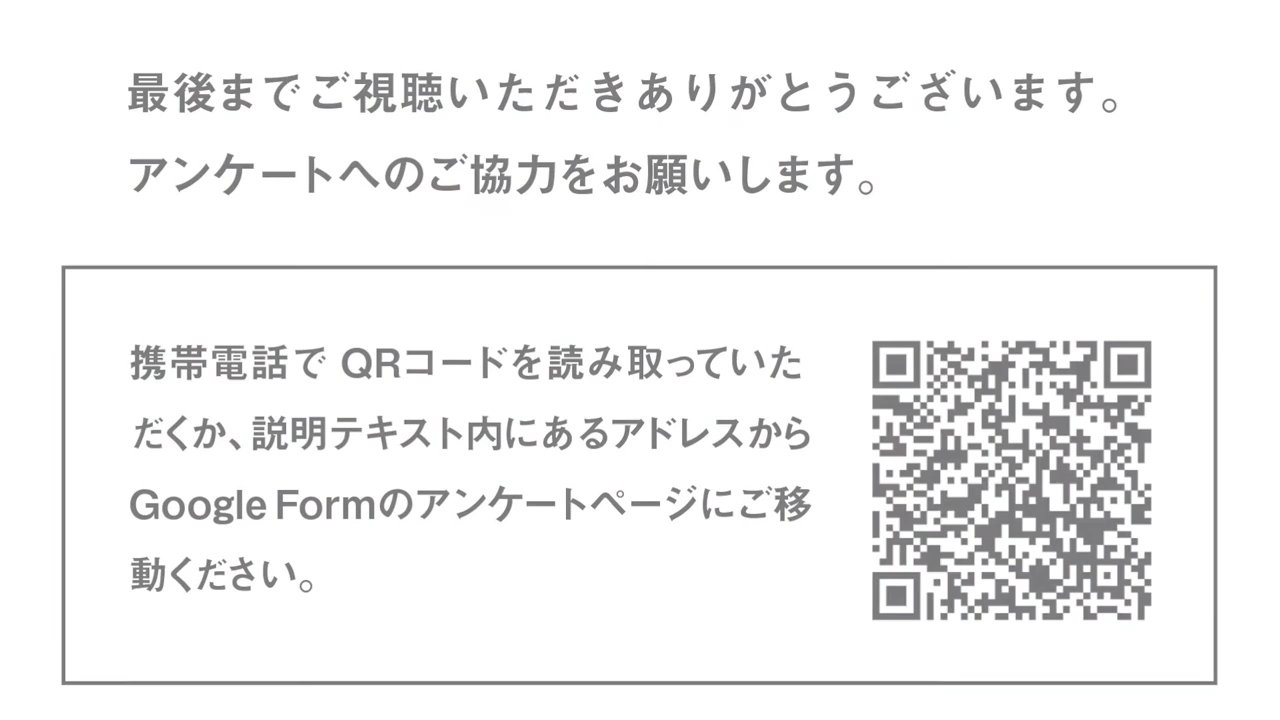 最後までご視聴いただきありがとうございます。
アンケートへのご協力をお願いします。
携帯電話で QRコードを読み取っていた
だくか、説明テキスト内にあるアドレスから
Google Formのアンケートページにご移
動ください。